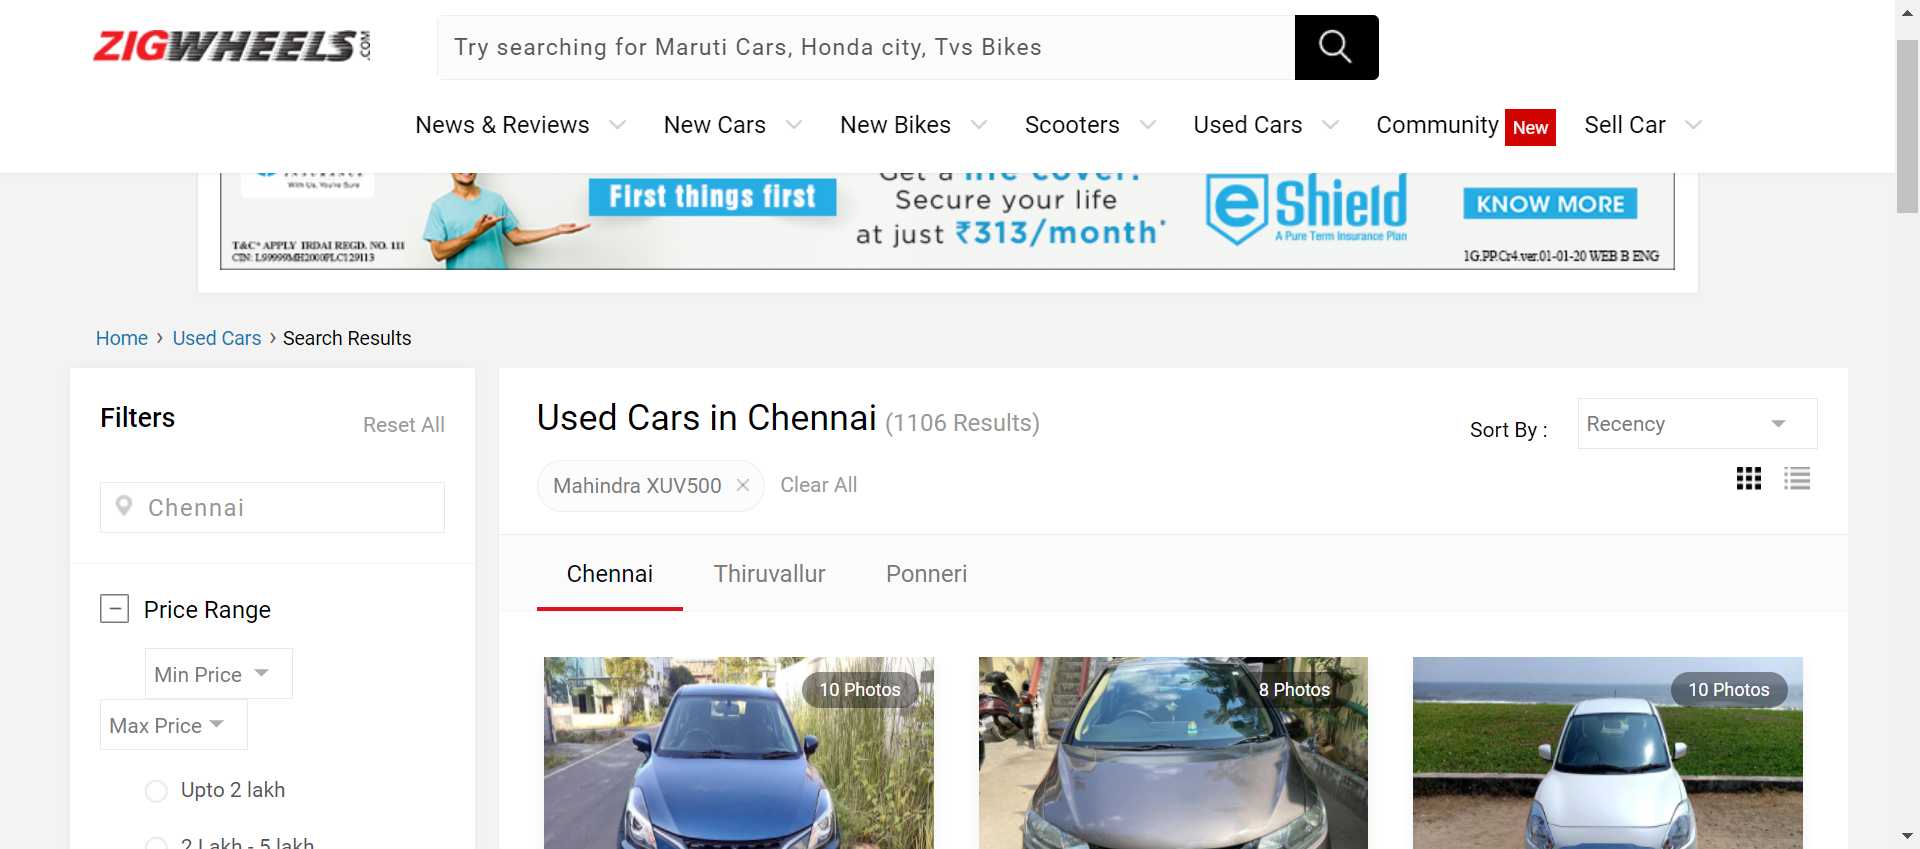 ZIGWHEELS.COM
Try searching for Maruti Cars, Honda city, Tvs Bikes
News & Reviews
New Cars
New Bikes
Scooters
Used Cars
Community New
Sell Car
INSURANCE
With Us, You're Sure
T&C* APPLY IRDAI REGD. NO. 111
CIN: L99999MH2000PLC129113
First things first
Get a life cover.
Secure your life
at just ₹313/month*
eShield
A Pure Term Insurance Plan
KNOW MORE
1G.PP.Cr4.ver.01-01-20 WEB B ENG
Home › Used Cars › Search Results
Filters
Reset All
Chennai
Price Range
Min Price
Max Price
Upto 2 lakh
2 Lakh - 5 lakh
Used Cars in Chennai (1106 Results)
Sort By :
Recency
Mahindra XUV500 ×
Clear All
Chennai
Thiruvallur
Ponneri
10 Photos
8 Photos
10 Photos